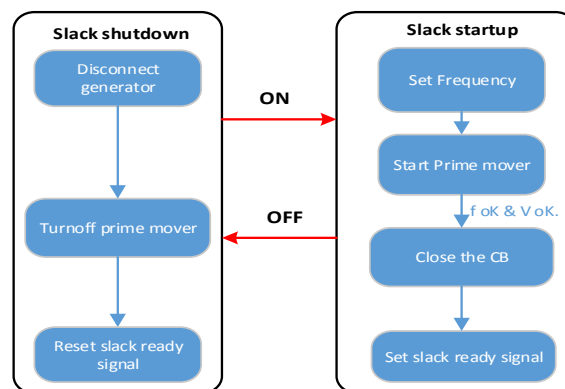 Slack shutdown
Disconnect
generator
Turnoff prime mover
Reset slack ready
signal
ON
OFF
Slack startup
Set Frequency
Start Prime mover
f oK & V oK.
Close the CB
Set slack ready signal